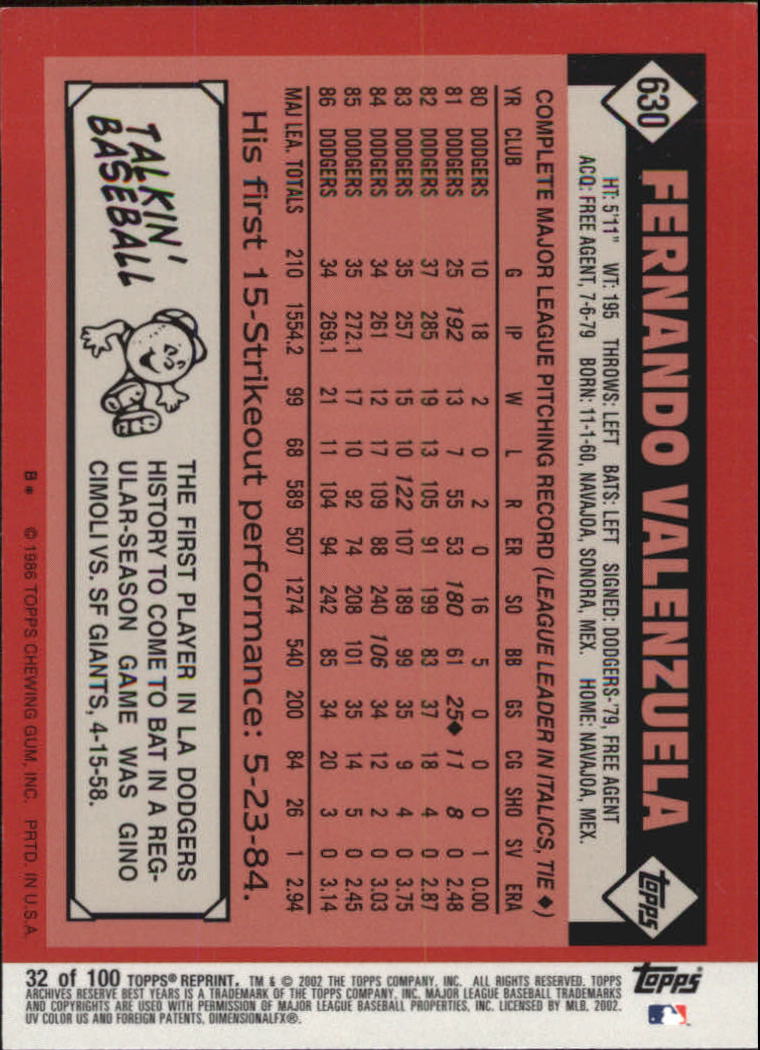 630
FERNANDO VALENZUELA
topps
HT: 5'11" WT: 195 THROWS: LEFT BATS: LEFT SIGNED: DODGERS-'79, FREE AGENT
ACQ: FREE AGENT, 7-6-79 BORN: 11-1-60, NAVAJOA, SONORA, MEX. HOME: NAVAJOA, MEX.
COMPLETE MAJOR LEAGUE PITCHING RECORD (LEAGUE LEADER IN ITALICS, TIE ◆)
YR CLUB G IP W L R ER SO BB GS CG SHO SV ERA
80 DODGERS 10 18 2 0 2 0 16 5 0 0 0 1 0.00
81 DODGERS 25 192 13 7 55 53 180 61 25◆ 11 8 0 2.48
82 DODGERS 37 285 19 13 105 91 199 83 37 18 4 0 2.87
83 DODGERS 35 257 15 10 122 107 189 99 35 9 4 0 3.75
84 DODGERS 34 261 12 17 109 88 240 106 34 12 2 0 3.03
85 DODGERS 35 272.1 17 10 92 74 208 101 35 14 5 0 2.45
86 DODGERS 34 269.1 21 11 104 94 242 85 34 20 3 0 3.14
MAJ LEA. TOTALS 210 1554.2 99 68 589 507 1274 540 200 84 26 1 2.94
His first 15-Strikeout performance: 5-23-84.
TALKIN'
BASEBALL
THE FIRST PLAYER IN LA DODGERS
HISTORY TO COME TO BAT IN A REG-
ULAR-SEASON GAME WAS GINO
CIMOLI VS. SF GIANTS, 4-15-58.
B* © 1986 TOPPS CHEWING GUM, INC. PRTD. IN U.S.A.
32 of 100 TOPPS® REPRINT. TM & © 2002 THE TOPPS COMPANY, INC. ALL RIGHTS RESERVED. TOPPS
ARCHIVES RESERVE BEST YEARS IS A TRADEMARK OF THE TOPPS COMPANY, INC. MAJOR LEAGUE BASEBALL TRADEMARKS
AND COPYRIGHTS ARE USED WITH PERMISSION OF MAJOR LEAGUE BASEBALL PROPERTIES, INC. LICENSED BY MLB, 2002.
UV COLOR US AND FOREIGN PATENTS, DIMENSIONALFX®.
topps